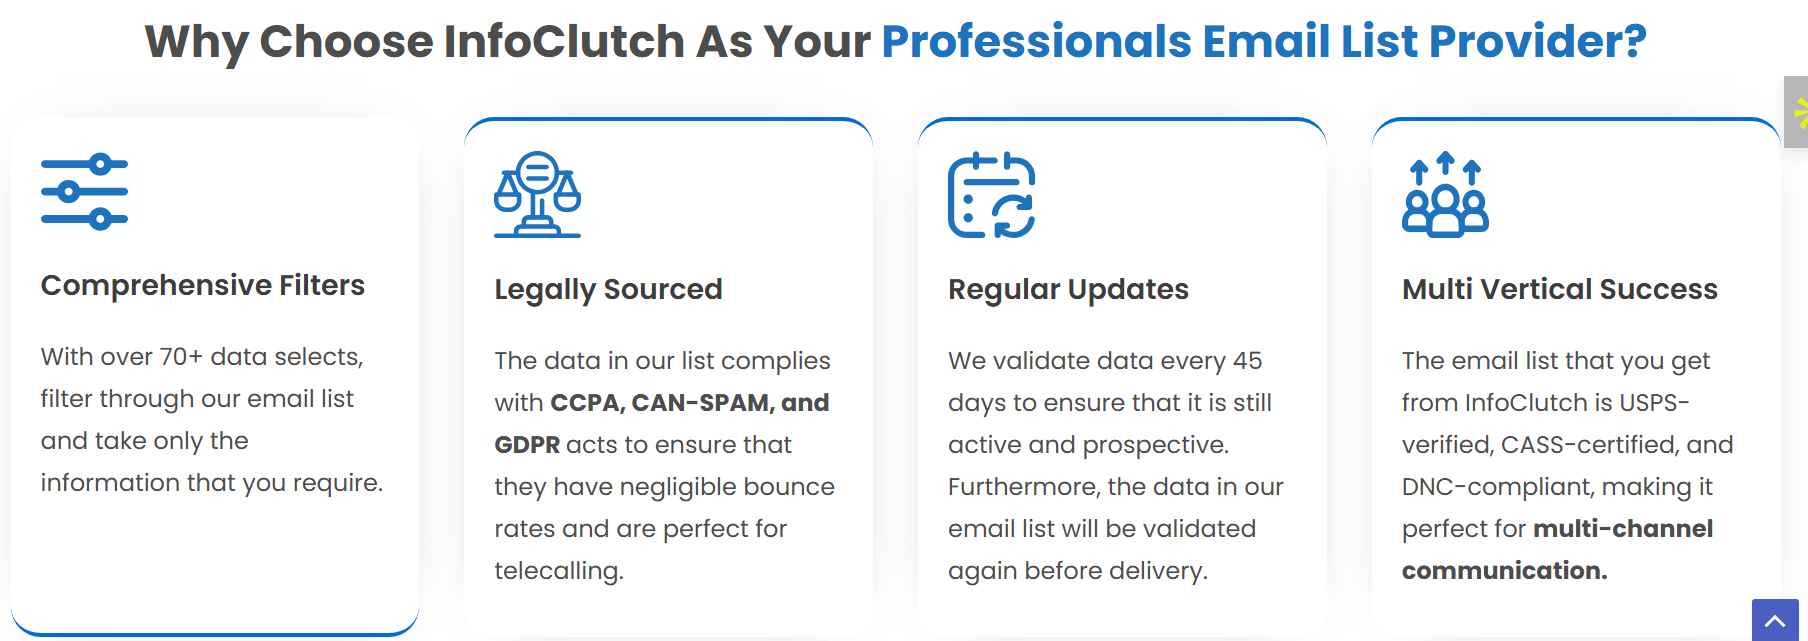 Why Choose InfoClutch As Your Professionals Email List Provider?
Comprehensive Filters
With over 70+ data selects,
filter through our email list
and take only the
information that you require.
Legally Sourced
The data in our list complies
with CCPA, CAN-SPAM, and
GDPR acts to ensure that
they have negligible bounce
rates and are perfect for
telecalling.
Regular Updates
We validate data every 45
days to ensure that it is still
active and prospective.
Furthermore, the data in our
email list will be validated
again before delivery.
Multi Vertical Success
The email list that you get
from InfoClutch is USPS-
verified, CASS-certified, and
DNC-compliant, making it
perfect for multi-channel
communication.